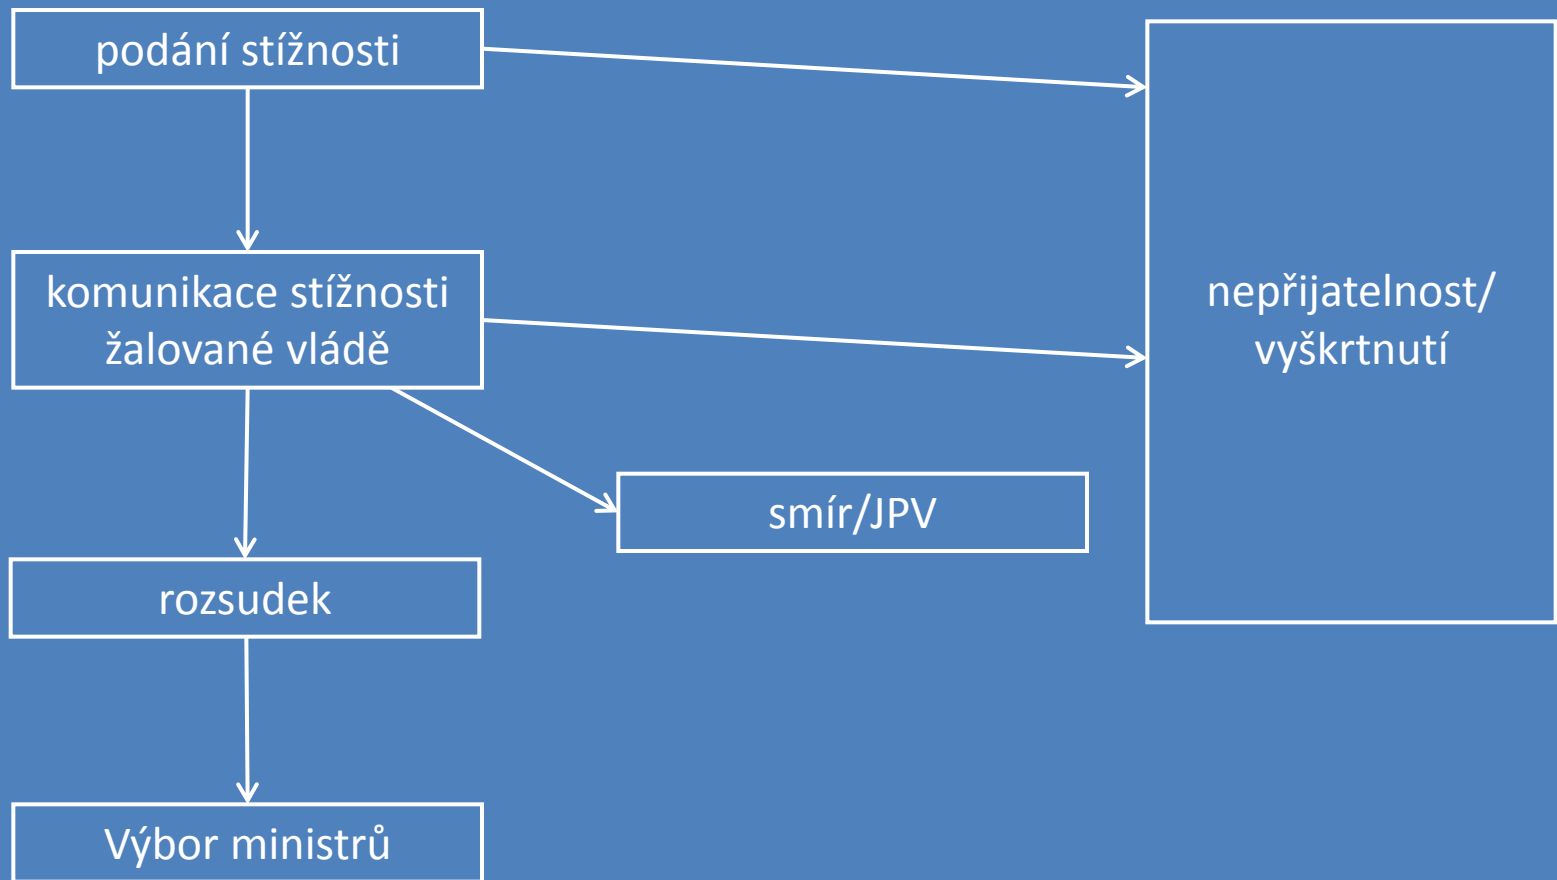 podání stížnosti
komunikace stížnosti
žalované vládě
nepřijatelnost/
vyškrtnutí
smír/JPV
rozsudek
Výbor ministrů